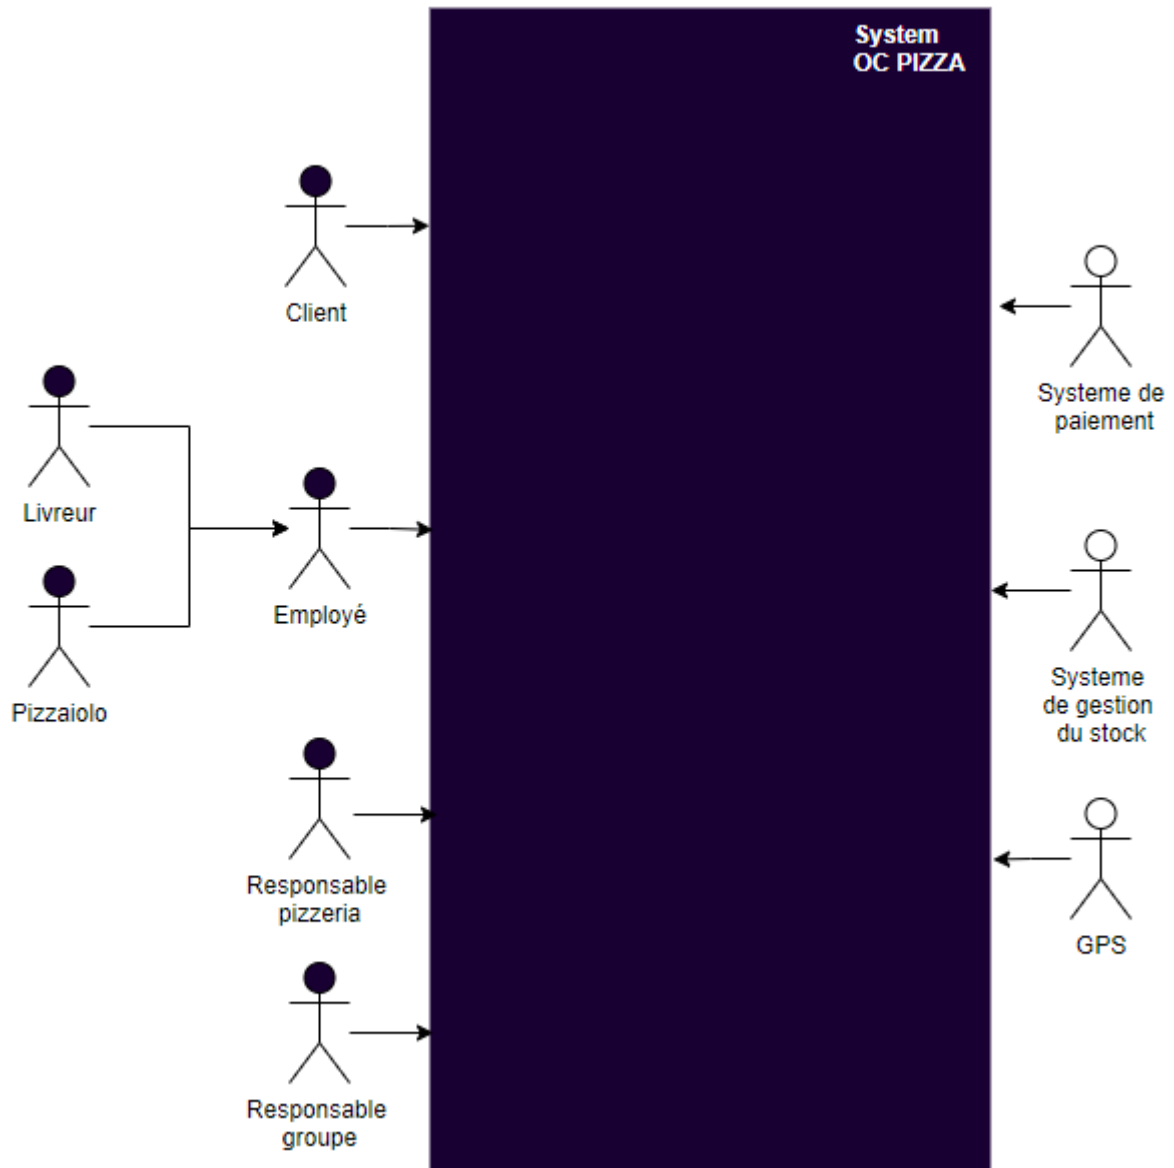 System
OC PIZZA
Client
Systeme de
paiement
Livreur
Employé
Pizzaiolo
Systeme
de gestion
du stock
Responsable
pizzeria
GPS
Responsable
groupe